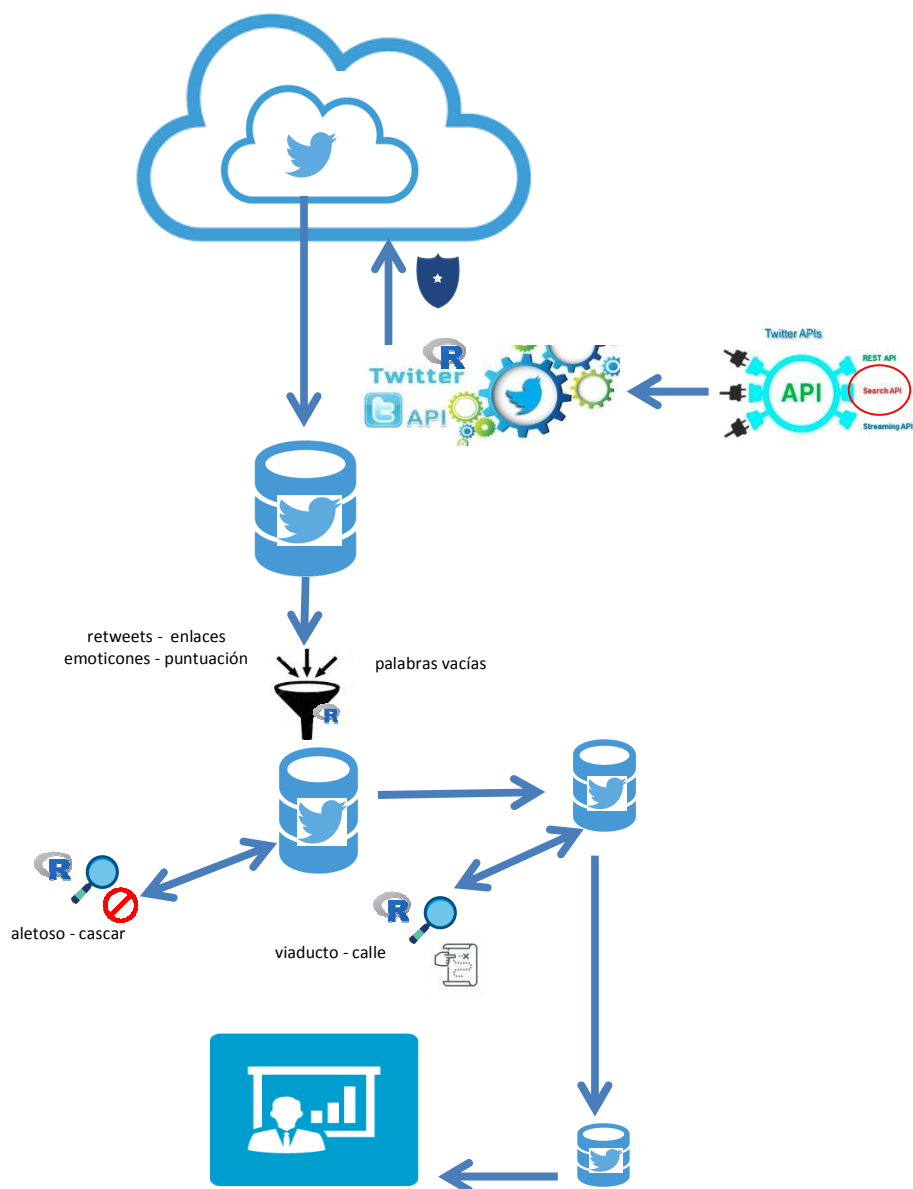 Twitter APIs
REST API
API
Search API
Streaming API
R
Twitter
API
retweets - enlaces
emoticones - puntuación
palabras vacías
R
R
aletoso - cascar
R
viaducto - calle